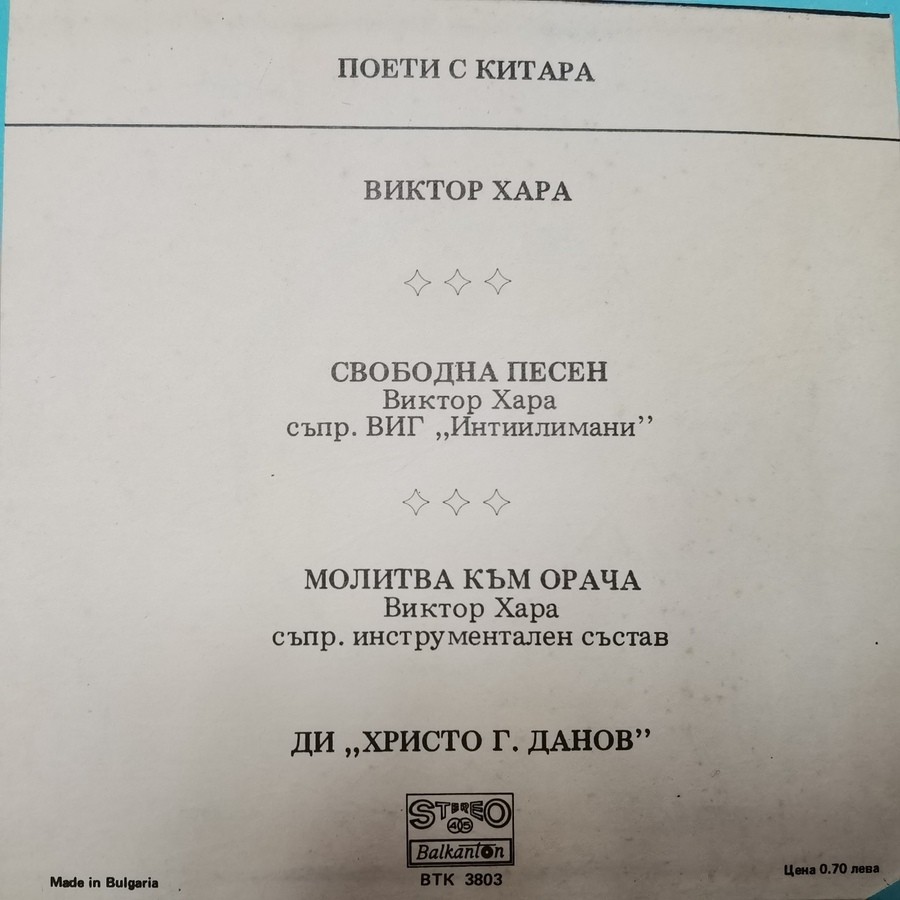 ПОЕТИ С КИТАРА
ВИКТОР ХАРА
СВОБОДНА ПЕСЕН
Виктор Хара
съпр. ВИГ „Интиилимани”
МОЛИТВА КЪМ ОРАЧА
Виктор Хара
съпр. инструментален състав
ДИ „ХРИСТО Г. ДАНОВ”
STEREO
405
Balkanton
ВТК 3803
Made in Bulgaria
Цена 0.70 лева